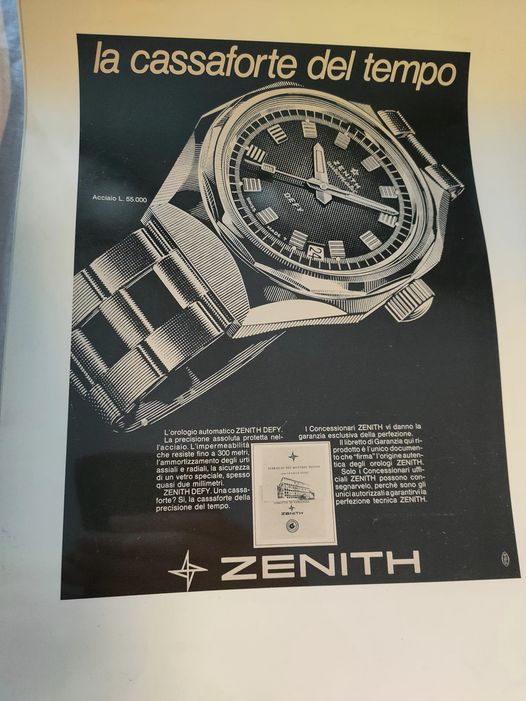 la cassaforte del tempo
Acciaio L. 55.000
ZENITH
AUTOMATIC
DEFY
24
L'orologio automatico ZENITH DEFY.
La precisione assoluta protetta nel-
l'acciaio. L'impermeabilità
che resiste fino a 300 metri,
l'ammortizzamento degli urti
assiali e radiali, la sicurezza
di un vetro speciale, spesso
quasi due millimetri.
ZENITH DEFY. Una cassa-
forte? Sì, la cassaforte della
precisione del tempo.
I Concessionari ZENITH vi danno la
garanzia esclusiva della perfezione.
Il libretto di Garanzia qui ri-
prodotto è l'unico documen-
to che "firma" l'origine auten-
tica degli orologi ZENITH.
Solo i Concessionari uffi-
ciali ZENITH possono con-
segnarvelo, perchè sono gli
unici autorizzati a garantirvi la
perfezione tecnica ZENITH.
ZENITH
ZENITH